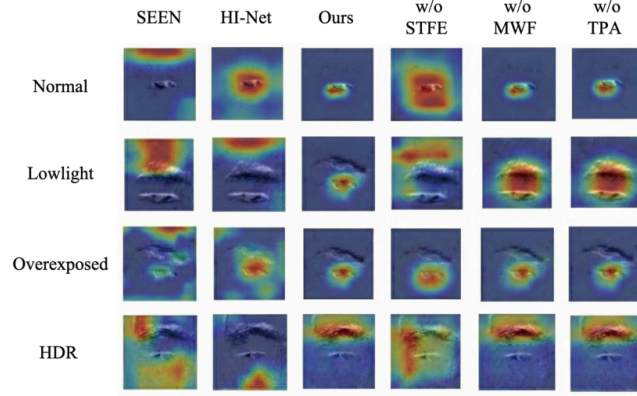 SEEN HI-Net Ours w/o STFE w/o MWF w/o TPA
Normal
Lowlight
Overexposed
HDR